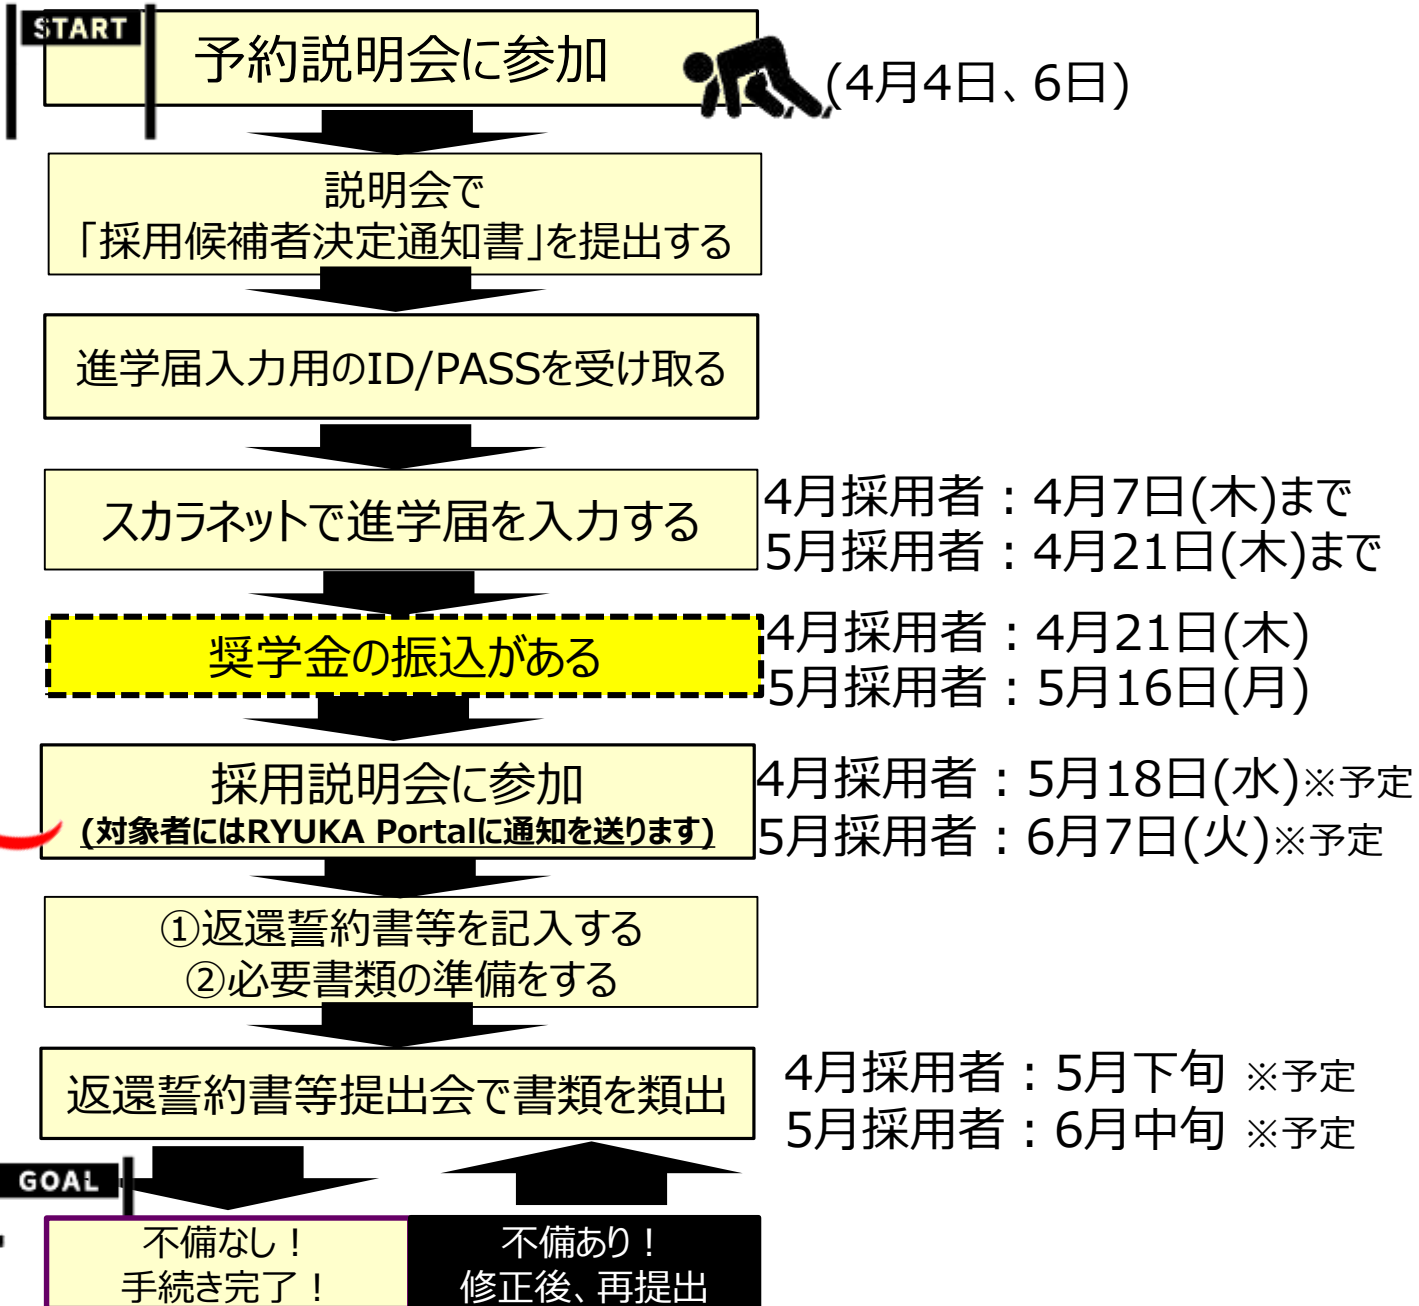 START
予約説明会に参加
(4月4日、6日)
説明会で
「採用候補者決定通知書」を提出する
進学届入力用のID/PASSを受け取る
スカラネットで進学届を入力する
4月採用者：4月7日(木)まで
5月採用者：4月21日(木)まで
奨学金の振込がある
4月採用者：4月21日(木)
5月採用者：5月16日(月)
採用説明会に参加
(対象者にはRYUKA Portalに通知を送ります)
4月採用者：5月18日(水)※予定
5月採用者：6月7日(火)※予定
①返還誓約書等を記入する
②必要書類の準備をする
返還誓約書等提出会で書類を類出
4月採用者：5月下旬 ※予定
5月採用者：6月中旬 ※予定
GOAL
不備なし！
手続き完了！
不備あり！
修正後、再提出